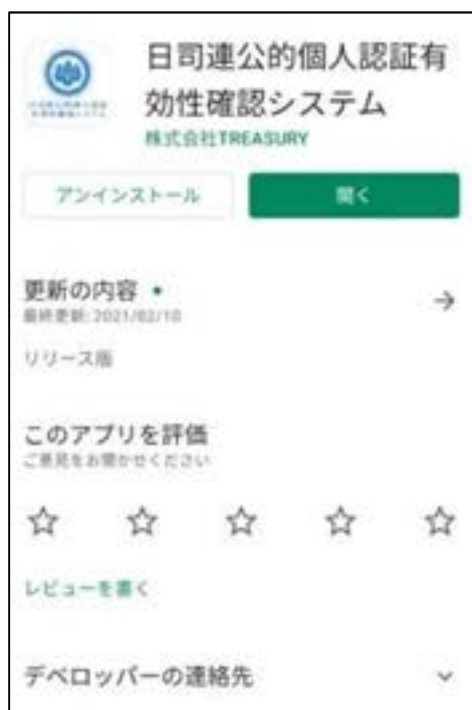 日司連公的個人認証有
効性確認システム
株式会社TREASURY
アンインストール
開く
更新の内容 •
最終更新: 2021/02/10
リリース版
このアプリを評価
ご意見をお聞かせください
レビューを書く
デベロッパーの連絡先